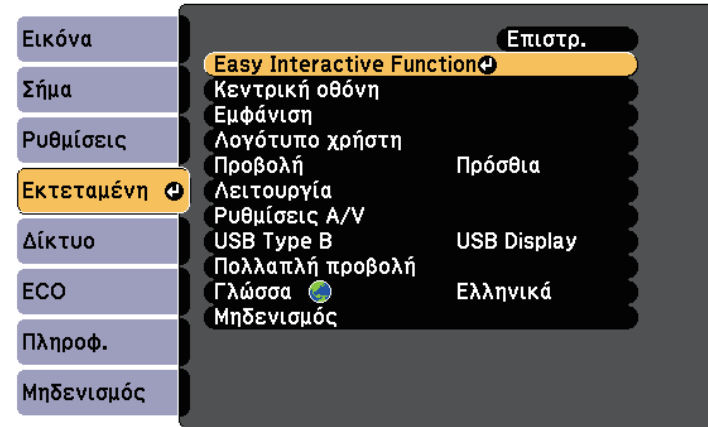 Εικόνα
Σήμα
Ρυθμίσεις
Εκτεταμένη
Δίκτυο
ECO
Πληροφ.
Μηδενισμός
Επιστρ.
Easy Interactive Function
Κεντρική οθόνη
Εμφάνιση
Λογότυπο χρήστη
Προβολή Πρόσθια
Λειτουργία
Ρυθμίσεις A/V
USB Type B USB Display
Πολλαπλή προβολή
Γλώσσα Ελληνικά
Μηδενισμός